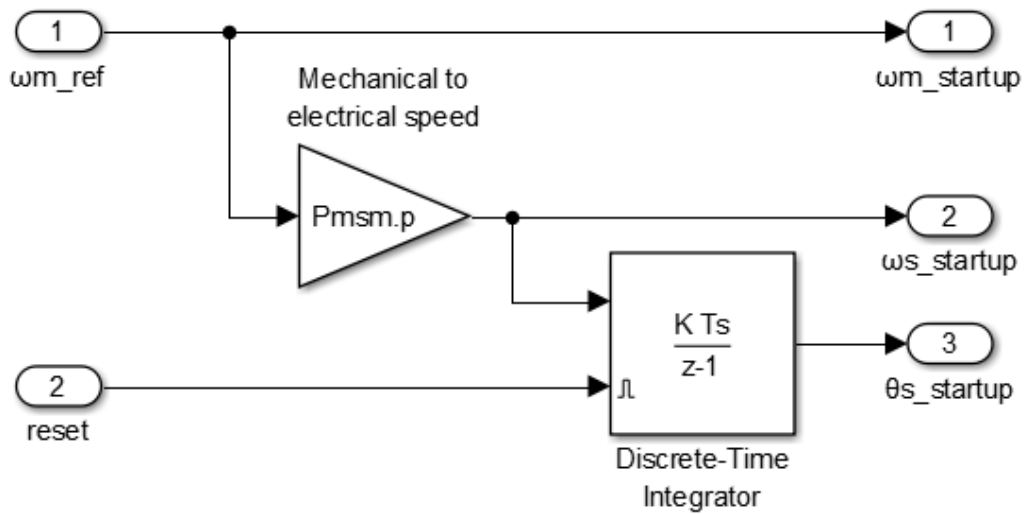 1
ωm_ref
1
ωm_startup
Mechanical to
electrical speed
Pmsm.p
2
ωs_startup
K Ts
z-1
3
θs_startup
2
reset
Discrete-Time
Integrator